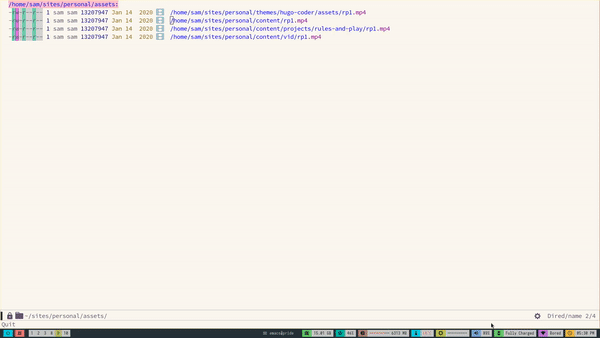 /home/sam/sites/personal/assets:
-rw-r--r-- 1 sam sam 13207947 Jan 14 2020 /home/sam/sites/personal/themes/hugo-coder/assets/rp1.mp4
-rw-r--r-- 1 sam sam 13207947 Jan 14 2020 /home/sam/sites/personal/content/rp1.mp4
-rw-r--r-- 1 sam sam 13207947 Jan 14 2020 /home/sam/sites/personal/content/projects/rules-and-play/rp1.mp4
-rw-r--r-- 1 sam sam 13207947 Jan 14 2020 /home/sam/sites/personal/content/vid/rp1.mp4
~/sites/personal/assets/ Dired/name 2/4
Quit
1 2 3 4 10 Fully Charged Bored 05:38 PM